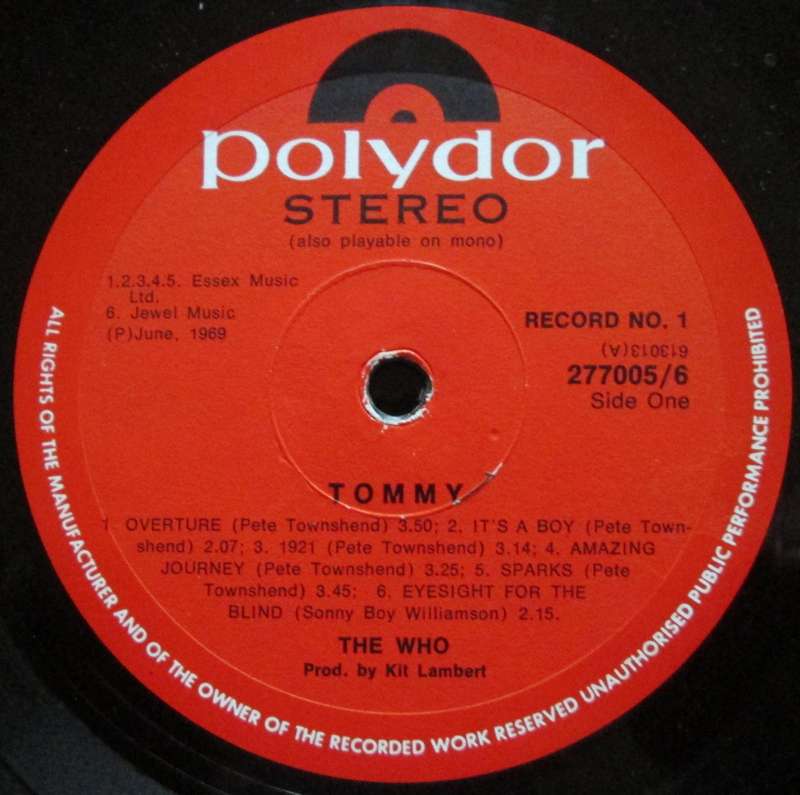 polydor
STEREO
(also playable on mono)
1.2.3.4.5. Essex Music
Ltd.
6. Jewel Music
(P)June, 1969
RECORD NO. 1
613013(A)
277005/6
Side One
TOMMY
1. OVERTURE (Pete Townshend) 3.50; 2. IT'S A BOY (Pete Town-
shend) 2.07; 3. 1921 (Pete Townshend) 3.14; 4. AMAZING
JOURNEY (Pete Townshend) 3.25; 5. SPARKS (Pete
Townshend) 3.45; 6. EYESIGHT FOR THE
BLIND (Sonny Boy Williamson) 2.15.
THE WHO
Prod. by Kit Lambert
ALL RIGHTS OF THE MANUFACTURER AND OF THE OWNER OF THE RECORDED WORK RESERVED UNAUTHORISED PUBLIC PERFORMANCE PROHIBITED